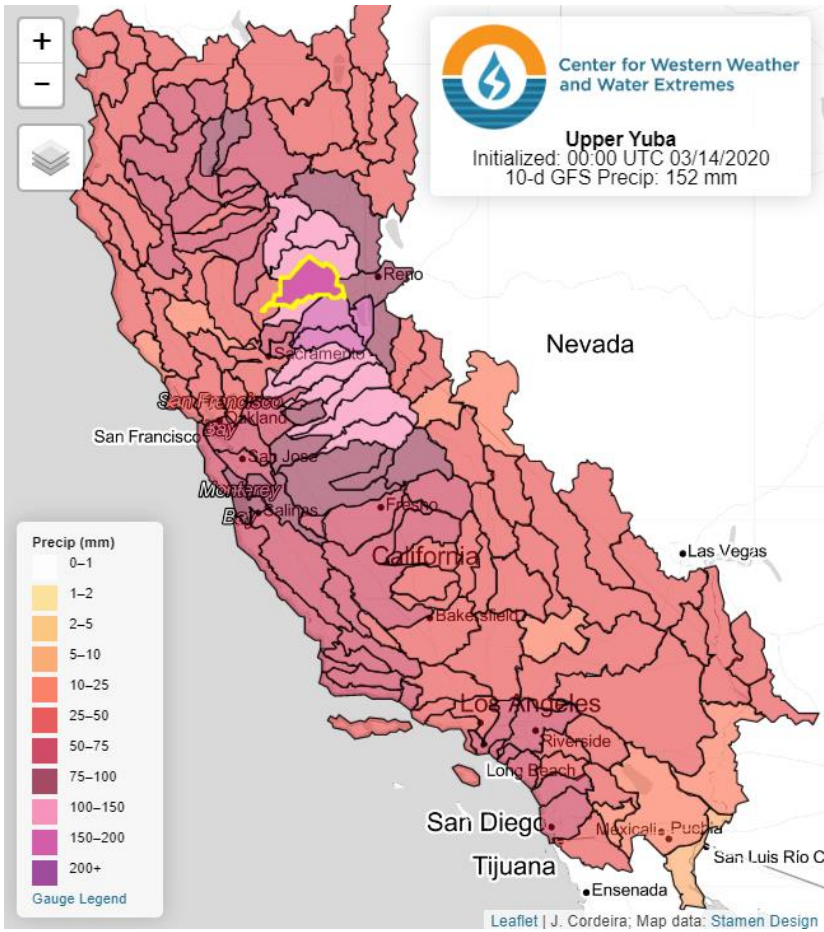 +
−
Center for Western Weather
and Water Extremes
Upper Yuba
Initialized: 00:00 UTC 03/14/2020
10-d GFS Precip: 152 mm
Reno
Nevada
Sacramento
San Francisco
Bay
Oakland
San Francisco
San Jose
Monterey
Bay
Salinas
Fresno
California
Las Vegas
Bakersfield
Los Angeles
Riverside
Long Beach
San Diego
Mexicali
Tijuana
San Luis Río C
Ensenada
Precip (mm)
0–1
1–2
2–5
5–10
10–25
25–50
50–75
75–100
100–150
150–200
200+
Gauge Legend
Leaflet | J. Cordeira; Map data: Stamen Design